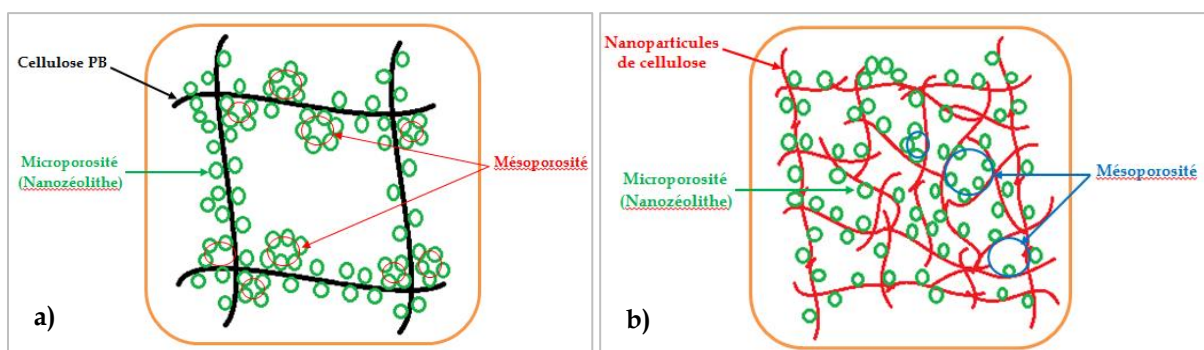 Cellulose PB
Microporosité
(Nanozéolithe)
Mésoporosité
a)
Nanoparticules
de cellulose
Microporosité
(Nanozéolithe)
Mésoporosité
b)